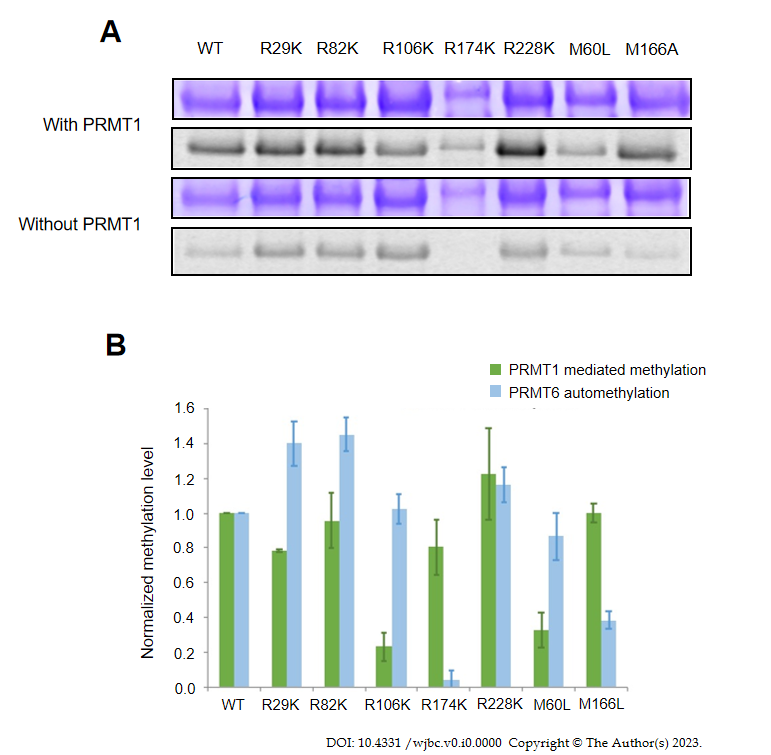 A
WT R29K R82K R106K R174K R228K M60L M166A
With PRMT1
Without PRMT1
B
PRMT1 mediated methylation
PRMT6 automethylation
Normalized methylation level
1.6
1.4
1.2
1.0
0.8
0.6
0.4
0.2
0.0
WT R29K R82K R106K R174K R228K M60L M166L
DOI: 10.4331 /wjbc.v0.i0.0000 Copyright © The Author(s) 2023.